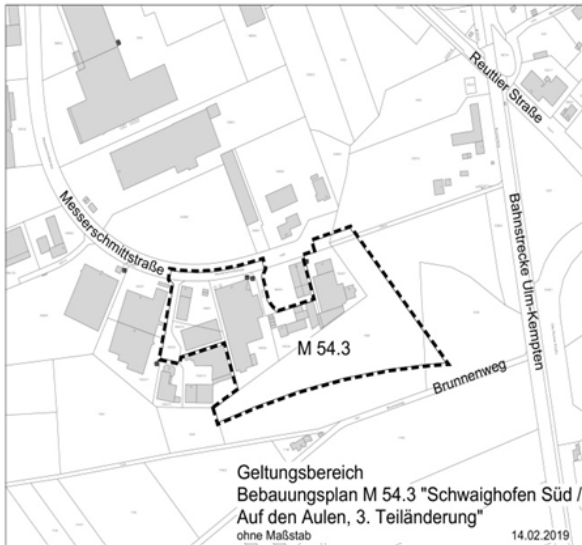 Reuttier Straße
Messerschmittstraße
Bahnstrecke Ulm-Kempten
M 54.3
Brunnenweg
Geltungsbereich
Bebauungsplan M 54.3 "Schwaighofen Süd /
Auf den Aulen, 3. Teiländerung"
ohne Maßstab
14.02.2019